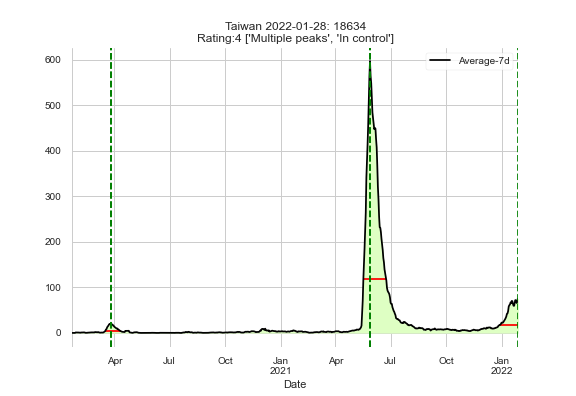 Taiwan 2022-01-28: 18634
Rating:4 ['Multiple peaks', 'In control']
Average-7d
600
500
400
300
200
100
0
Apr
Jul
Oct
Jan
2021
Apr
Jul
Oct
Jan
2022
Date